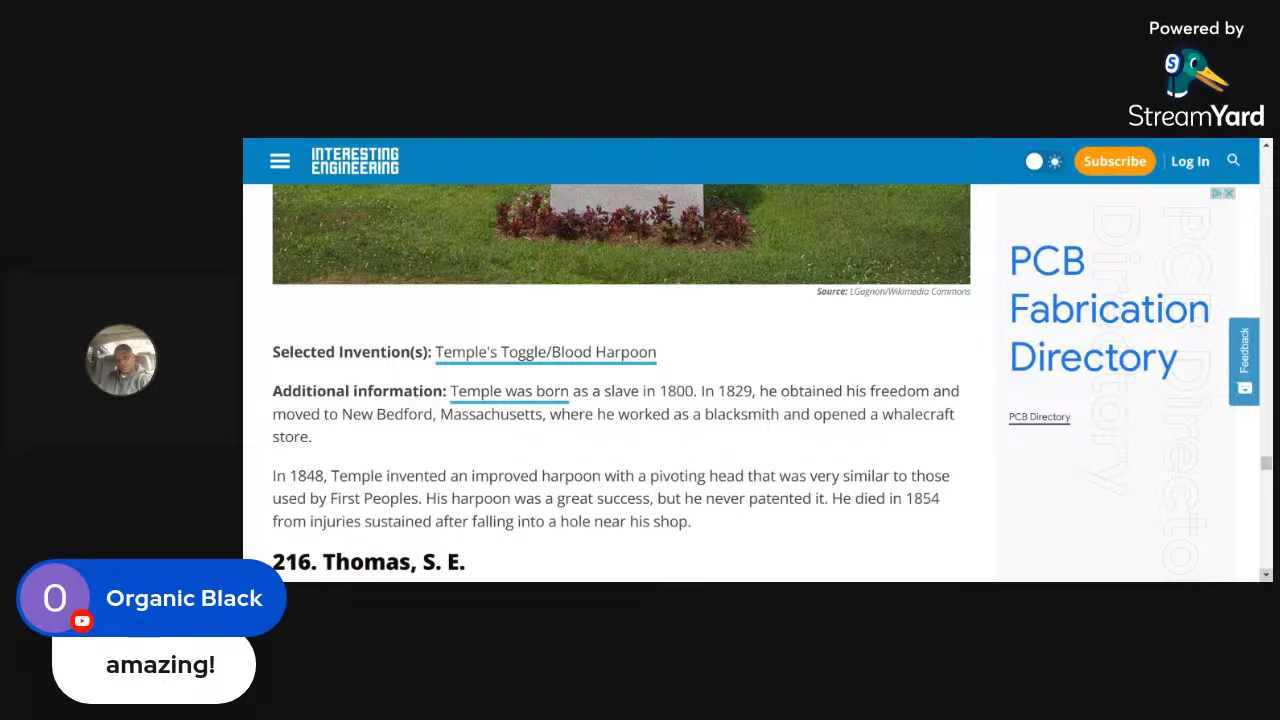 Powered by
S
StreamYard
INTERESTING
ENGINEERING
Subscribe
Log In
Source: LGagnon/Wikimedia Commons
Selected Invention(s): Temple's Toggle/Blood Harpoon
Additional information: Temple was born as a slave in 1800. In 1829, he obtained his freedom and
moved to New Bedford, Massachusetts, where he worked as a blacksmith and opened a whalecraft
store.
In 1848, Temple invented an improved harpoon with a pivoting head that was very similar to those
used by First Peoples. His harpoon was a great success, but he never patented it. He died in 1854
from injuries sustained after falling into a hole near his shop.
216. Thomas, S. E.
PCB
Fabrication
Directory
PCB Directory
PCB Directo
Directory
Feedback
O
Organic Black
amazing!